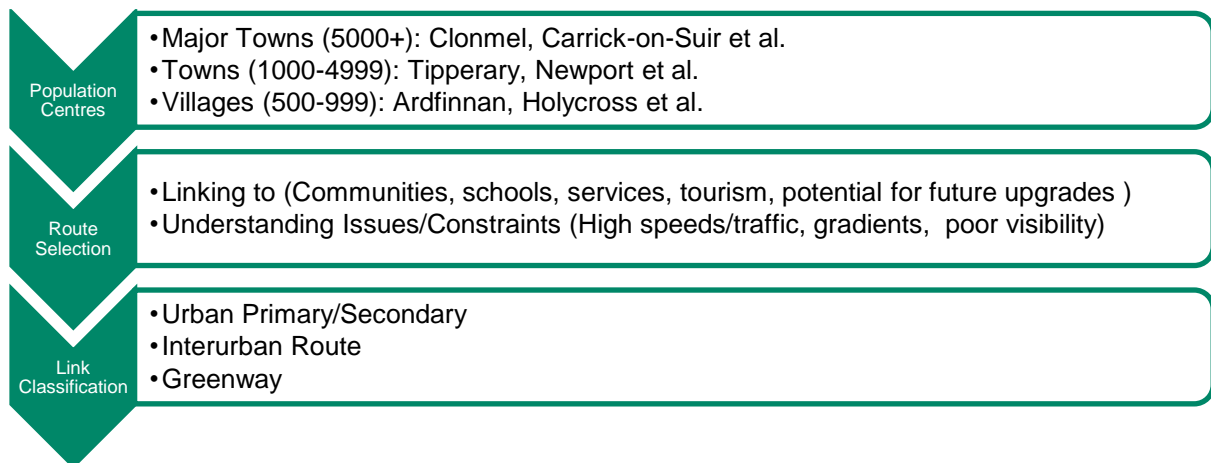 Population
Centres
•Major Towns (5000+): Clonmel, Carrick-on-Suir et al.
•Towns (1000-4999): Tipperary, Newport et al.
•Villages (500-999): Ardfinnan, Holycross et al.
Route
Selection
•Linking to (Communities, schools, services, tourism, potential for future upgrades )
•Understanding Issues/Constraints (High speeds/traffic, gradients, poor visibility)
Link
Classification
•Urban Primary/Secondary
•Interurban Route
•Greenway